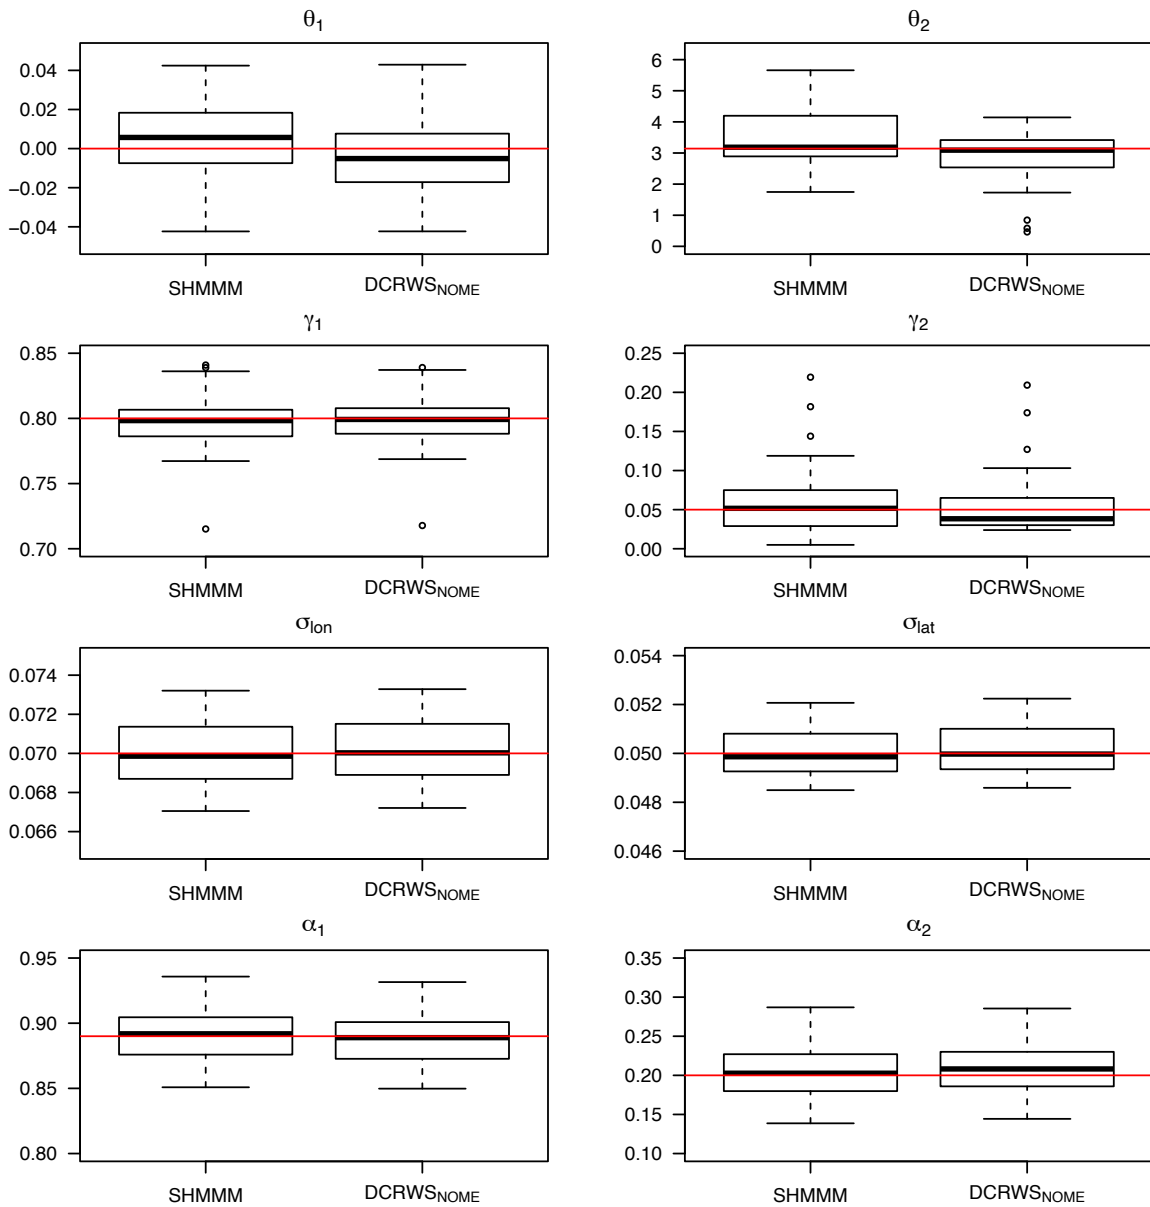 θ1
0.04
0.02
0.00
−0.02
−0.04
SHMMM
DCRWSNOME
θ2
6
5
4
3
2
1
0
SHMMM
DCRWSNOME
γ1
0.85
0.80
0.75
0.70
SHMMM
DCRWSNOME
γ2
0.25
0.20
0.15
0.10
0.05
0.00
SHMMM
DCRWSNOME
σlon
0.074
0.072
0.070
0.068
0.066
SHMMM
DCRWSNOME
σlat
0.054
0.052
0.050
0.048
0.046
SHMMM
DCRWSNOME
α1
0.95
0.90
0.85
0.80
SHMMM
DCRWSNOME
α2
0.35
0.30
0.25
0.20
0.15
0.10
SHMMM
DCRWSNOME